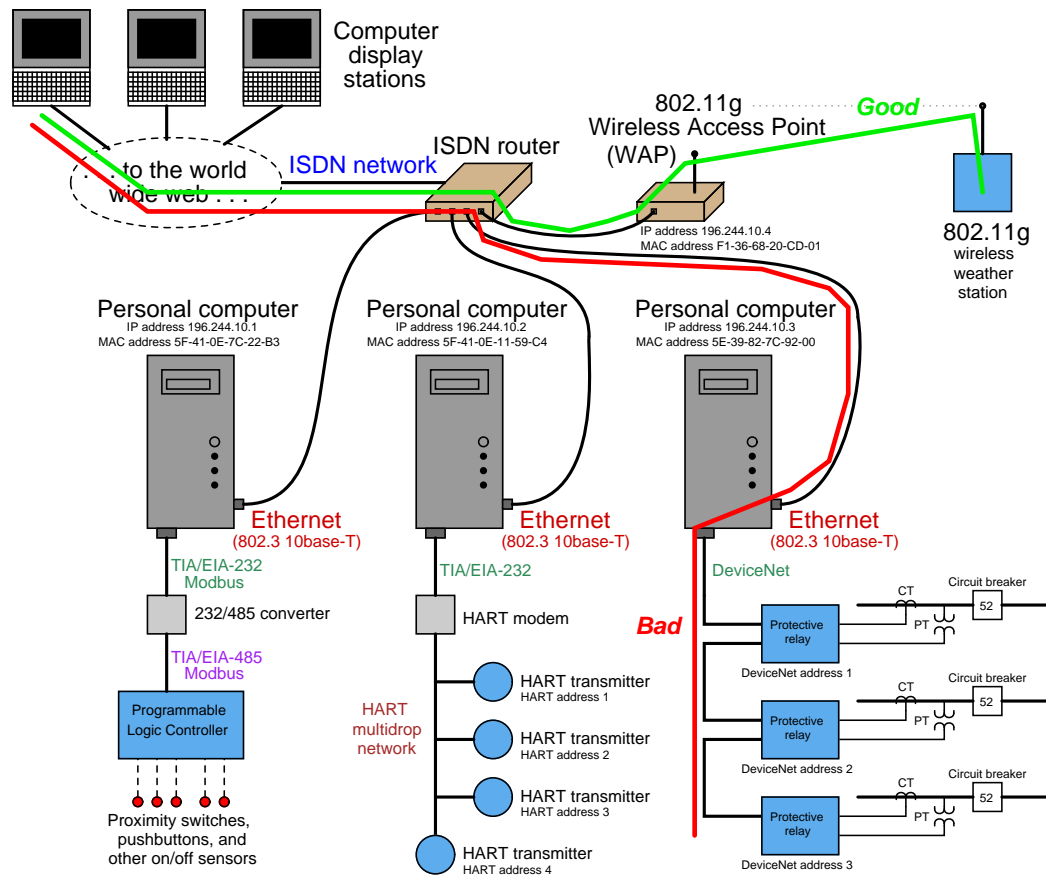 Computer
display
stations
802.11g
Good
Wireless Access Point
(WAP)
ISDN router
ISDN network
. . . to the world
wide web . . .
IP address 196.244.10.4
MAC address F1-36-68-20-CD-01
802.11g
wireless
weather
station
Personal computer
IP address 196.244.10.1
MAC address 5F-41-0E-7C-22-B3
Personal computer
IP address 196.244.10.2
MAC address 5F-41-0E-11-59-C4
Personal computer
IP address 196.244.10.3
MAC address 5E-39-82-7C-92-00
Ethernet
(802.3 10base-T)
Ethernet
(802.3 10base-T)
Ethernet
(802.3 10base-T)
TIA/EIA-232
Modbus
232/485 converter
TIA/EIA-485
Modbus
Programmable
Logic Controller
Proximity switches,
pushbuttons, and
other on/off sensors
TIA/EIA-232
HART modem
HART
multidrop
network
HART transmitter
HART address 1
HART transmitter
HART address 2
HART transmitter
HART address 3
HART transmitter
HART address 4
DeviceNet
Bad
Protective
relay
DeviceNet address 1
CT
PT
Circuit breaker
52
Protective
relay
DeviceNet address 2
CT
PT
Circuit breaker
52
Protective
relay
DeviceNet address 3
CT
PT
Circuit breaker
52